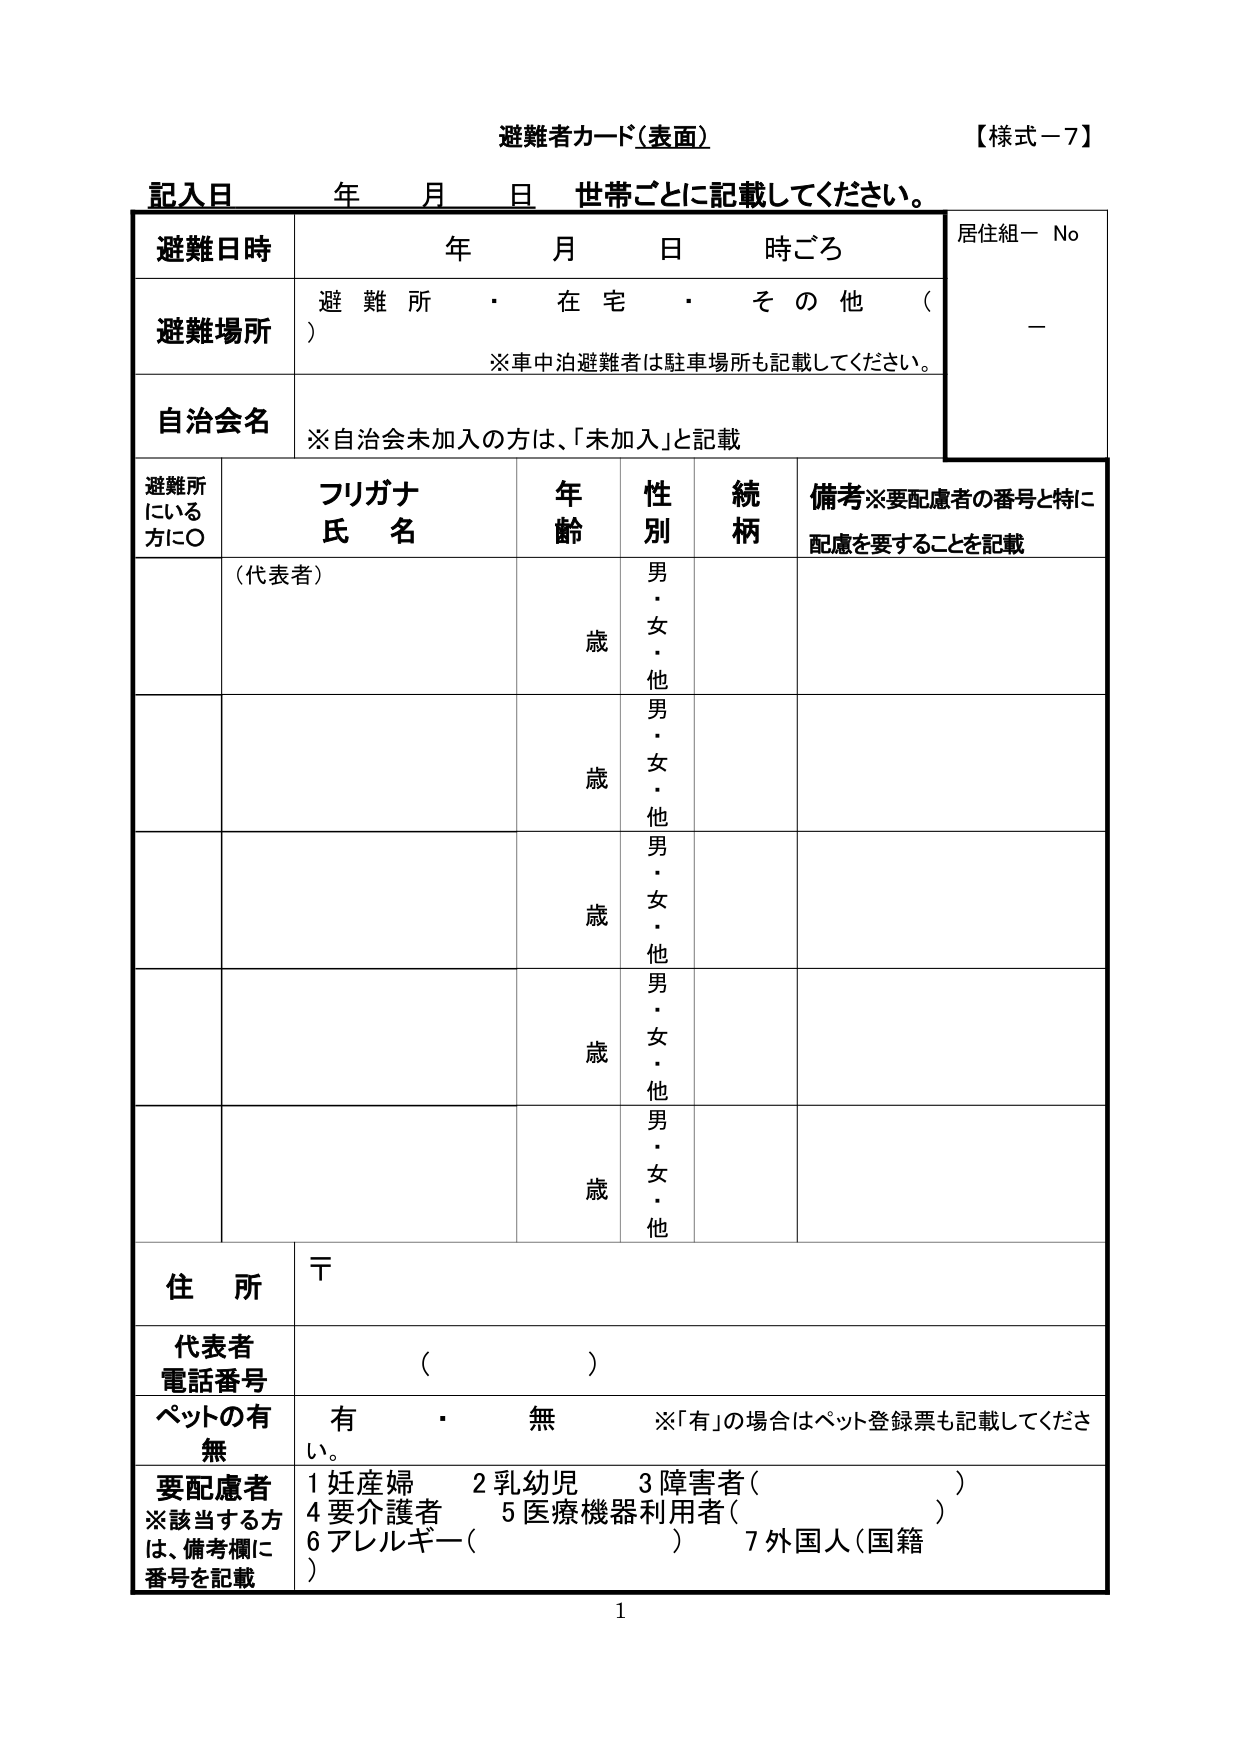 避難者カード(表面) 【様式－7】
記入日　　　年　　月　　日　世帯ごとに記載してください。
避難日時　　年　　月　　日　　時ごろ
居住組－ No
－
避難場所
避 難 所 ・ 在 宅 ・ そ の 他 （
）
※車中泊避難者は駐車場所も記載してください。
自治会名
※自治会未加入の方は、「未加入」と記載
避難所
にいる
方に〇
フリガナ
氏　名
年
齢
性
別
続
柄
備考※要配慮者の番号と特に
配慮を要することを記載
（代表者）
歳
男
・
女
・
他
歳
男
・
女
・
他
歳
男
・
女
・
他
歳
男
・
女
・
他
歳
男
・
女
・
他
住　所
〒
代表者
電話番号
（　　　　　）
ペットの有
無
有　　・　　無　　※「有」の場合はペット登録票も記載してくださ
い。
要配慮者
※該当する方
は、備考欄に
番号を記載
1 妊産婦　2 乳幼児　3 障害者(　　　　　　)
4 要介護者　5 医療機器利用者(　　　　　　)
6 アレルギー(　　　　　　)　7 外国人(国籍
)
1